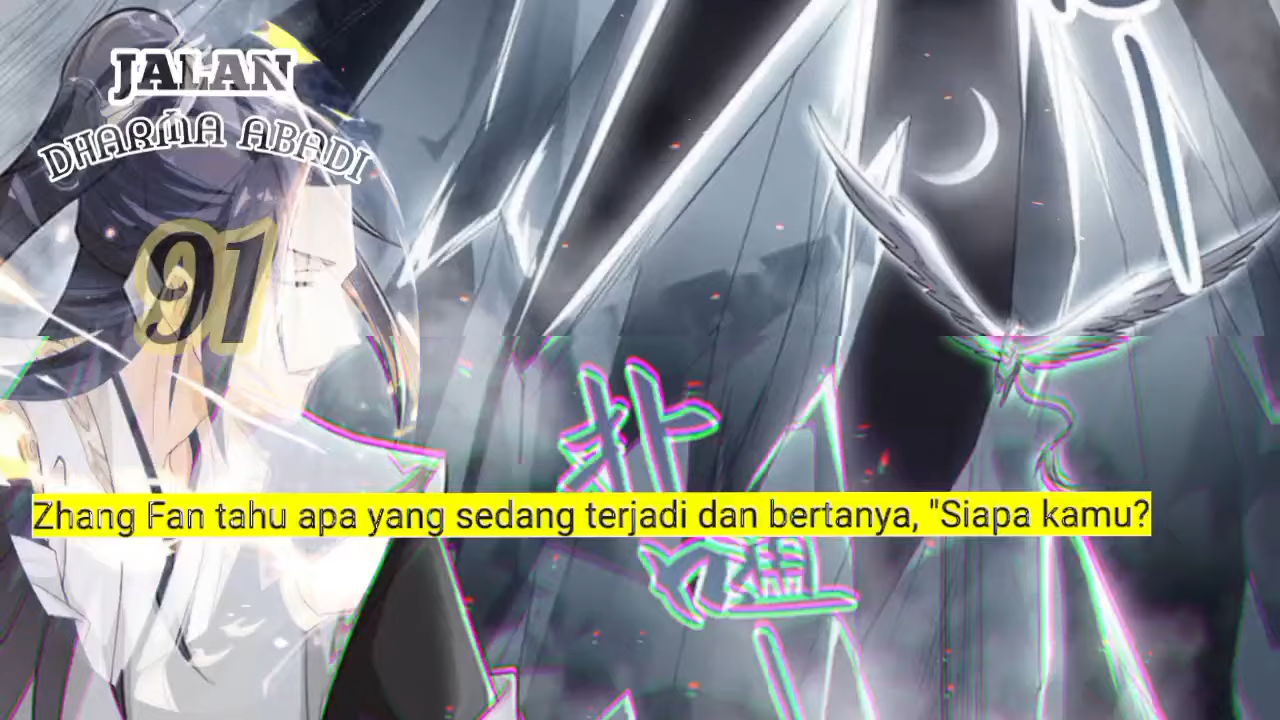 JALAN
DHARMA ABADI
91
Zhang Fan tahu apa yang sedang terjadi dan bertanya, "Siapa kamu?